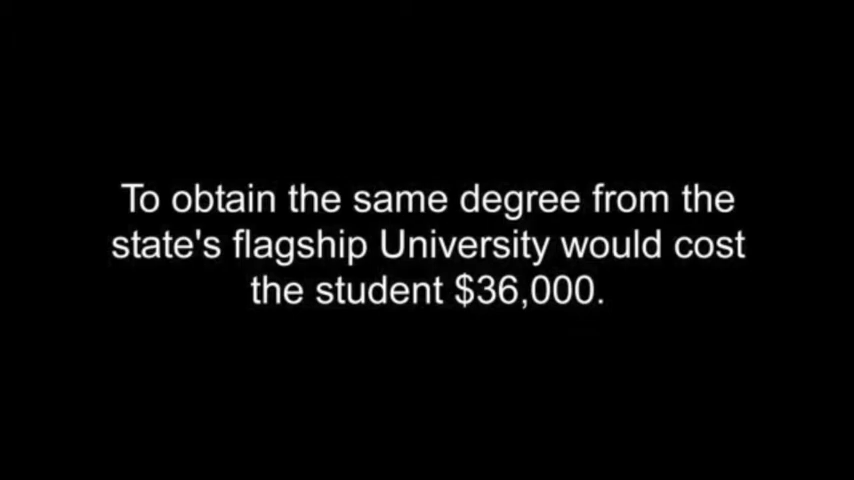 To obtain the same degree from the
state's flagship University would cost
the student $36,000.